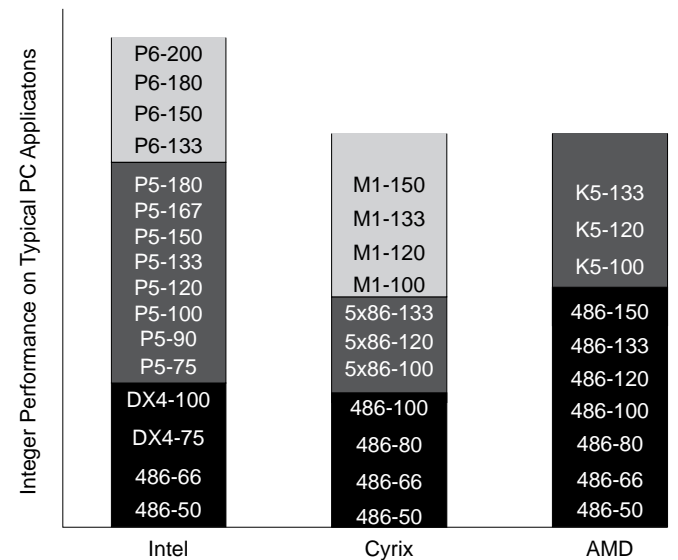 Integer Performance on Typical PC Applicatons
P6-200
P6-180
P6-150
P6-133
P5-180
P5-167
P5-150
P5-133
P5-120
P5-100
P5-90
P5-75
DX4-100
DX4-75
486-66
486-50
Intel
M1-150
M1-133
M1-120
M1-100
5x86-133
5x86-120
5x86-100
486-100
486-80
486-66
486-50
Cyrix
K5-133
K5-120
K5-100
486-150
486-133
486-120
486-100
486-80
486-66
486-50
AMD